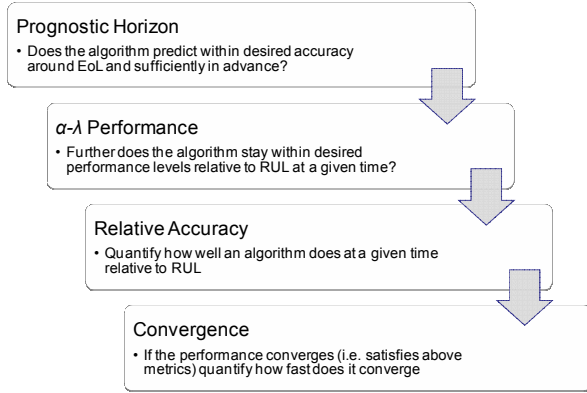 Prognostic Horizon
• Does the algorithm predict within desired accuracy
around EoL and sufficiently in advance?
α-λ Performance
• Further does the algorithm stay within desired
performance levels relative to RUL at a given time?
Relative Accuracy
• Quantify how well an algorithm does at a given time
relative to RUL
Convergence
• If the performance converges (i.e. satisfies above
metrics) quantify how fast does it converge